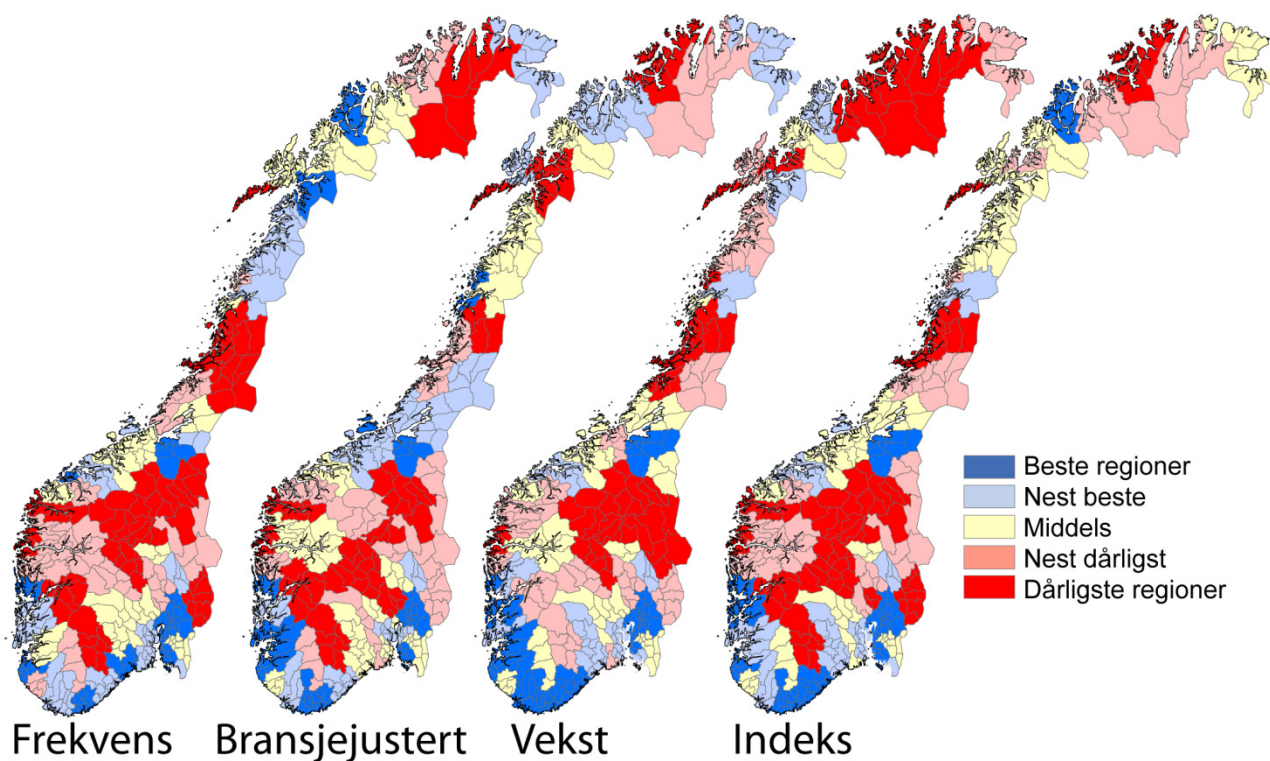 Beste regioner
Nest beste
Middels
Nest dårligst
Dårligste regioner
Frekvens Bransjejustert Vekst Indeks